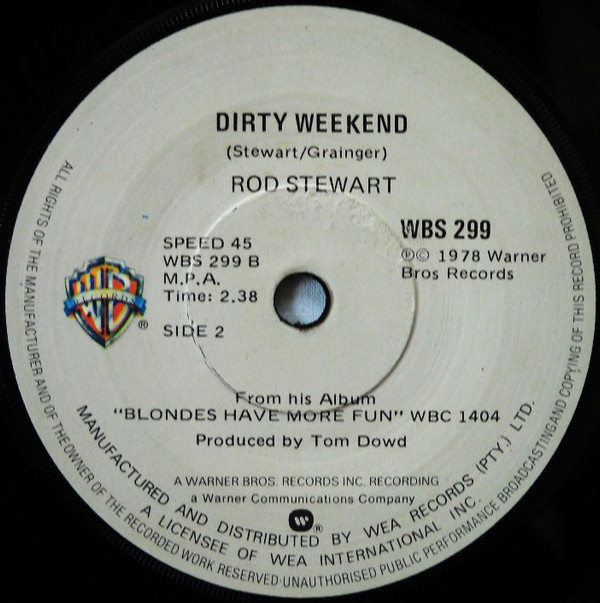 DIRTY WEEKEND
(Stewart/Grainger)
ROD STEWART
SPEED 45
WBS 299 B
M.P.A.
Time: 2.38
SIDE 2
WBS 299
Ⓟ© 1978 Warner
Bros Records
WB
RECORDS
®
From his Album
"BLONDES HAVE MORE FUN" WBC 1404
Produced by Tom Dowd
A WARNER BROS. RECORDS INC. RECORDING
a Warner Communications Company
W®
MANUFACTURED AND DISTRIBUTED BY WEA RECORDS (PTY.) LTD.
A LICENSEE OF WEA INTERNATIONAL INC.
ALL RIGHTS OF THE MANUFACTURER AND OF THEOWNER OF THE RECORDED WORK RESERVED·UNAUTHORISED PUBLIC PERFORMANCE BROADCASTING AND COPYING OF THIS RECORD PROHIBITED